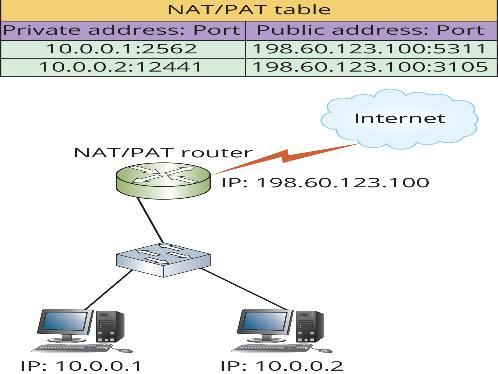 NAT/PAT table
Private address: Port Public address: Port
10.0.0.1:2562 198.60.123.100:5311
10.0.0.2:12441 198.60.123.100:3105
Internet
NAT/PAT router
IP: 198.60.123.100
IP: 10.0.0.1 IP: 10.0.0.2